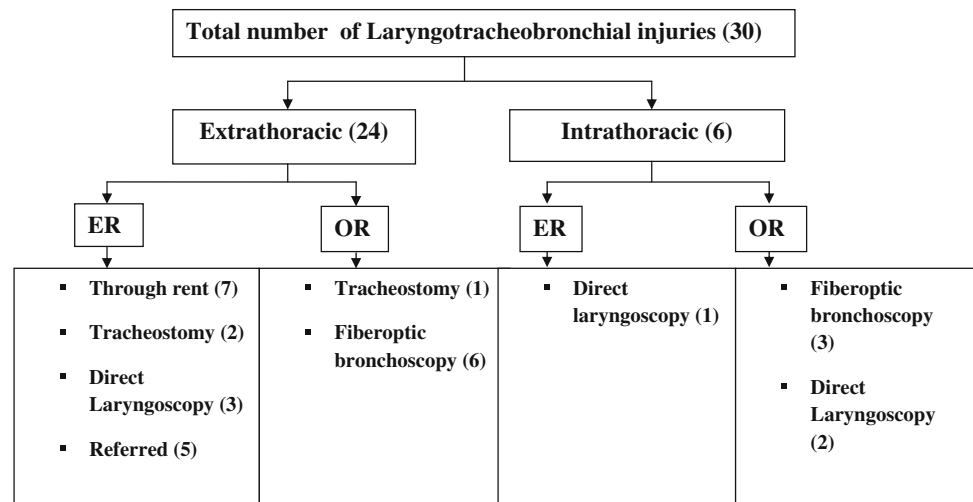 Total number of Laryngotracheobronchial injuries (30)
Extrathoracic (24)
Intrathoracic (6)
ER
OR
ER
OR
▪ Through rent (7)
▪ Tracheostomy (2)
▪ Direct
Laryngoscopy (3)
▪ Referred (5)
▪ Tracheostomy (1)
▪ Fiberoptic
bronchoscopy (6)
▪ Direct
laryngoscopy (1)
▪ Fiberoptic
bronchoscopy
(3)
▪ Direct
Laryngoscopy
(2)